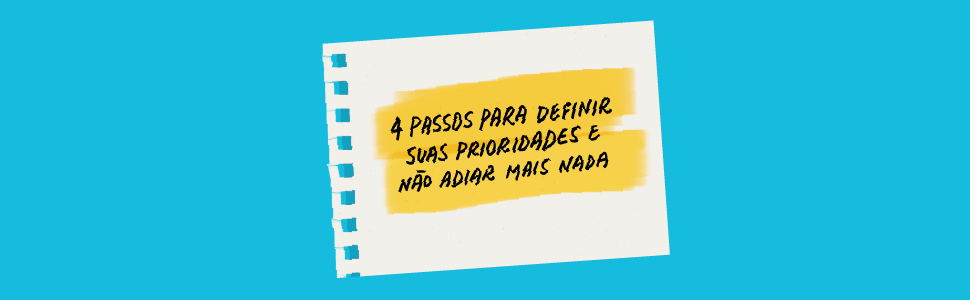 4 PASSOS PARA DEFINIR
SUAS PRIORIDADES E
NÃO ADIAR MAIS NADA